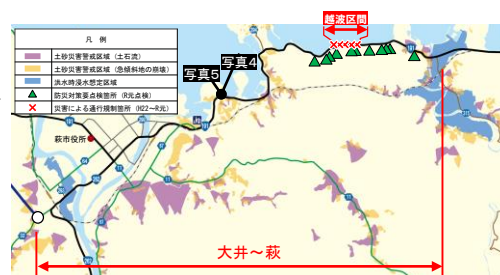 越波区間
凡 例
土砂災害警戒区域（土石流）
土砂災害警戒区域（急傾斜地の崩壊）
洪水時浸水想定区域
防災対策要点検箇所（R元点検）
災害による通行規制箇所（H22～R元）
写真4
写真5
191
萩市役所
大井～萩